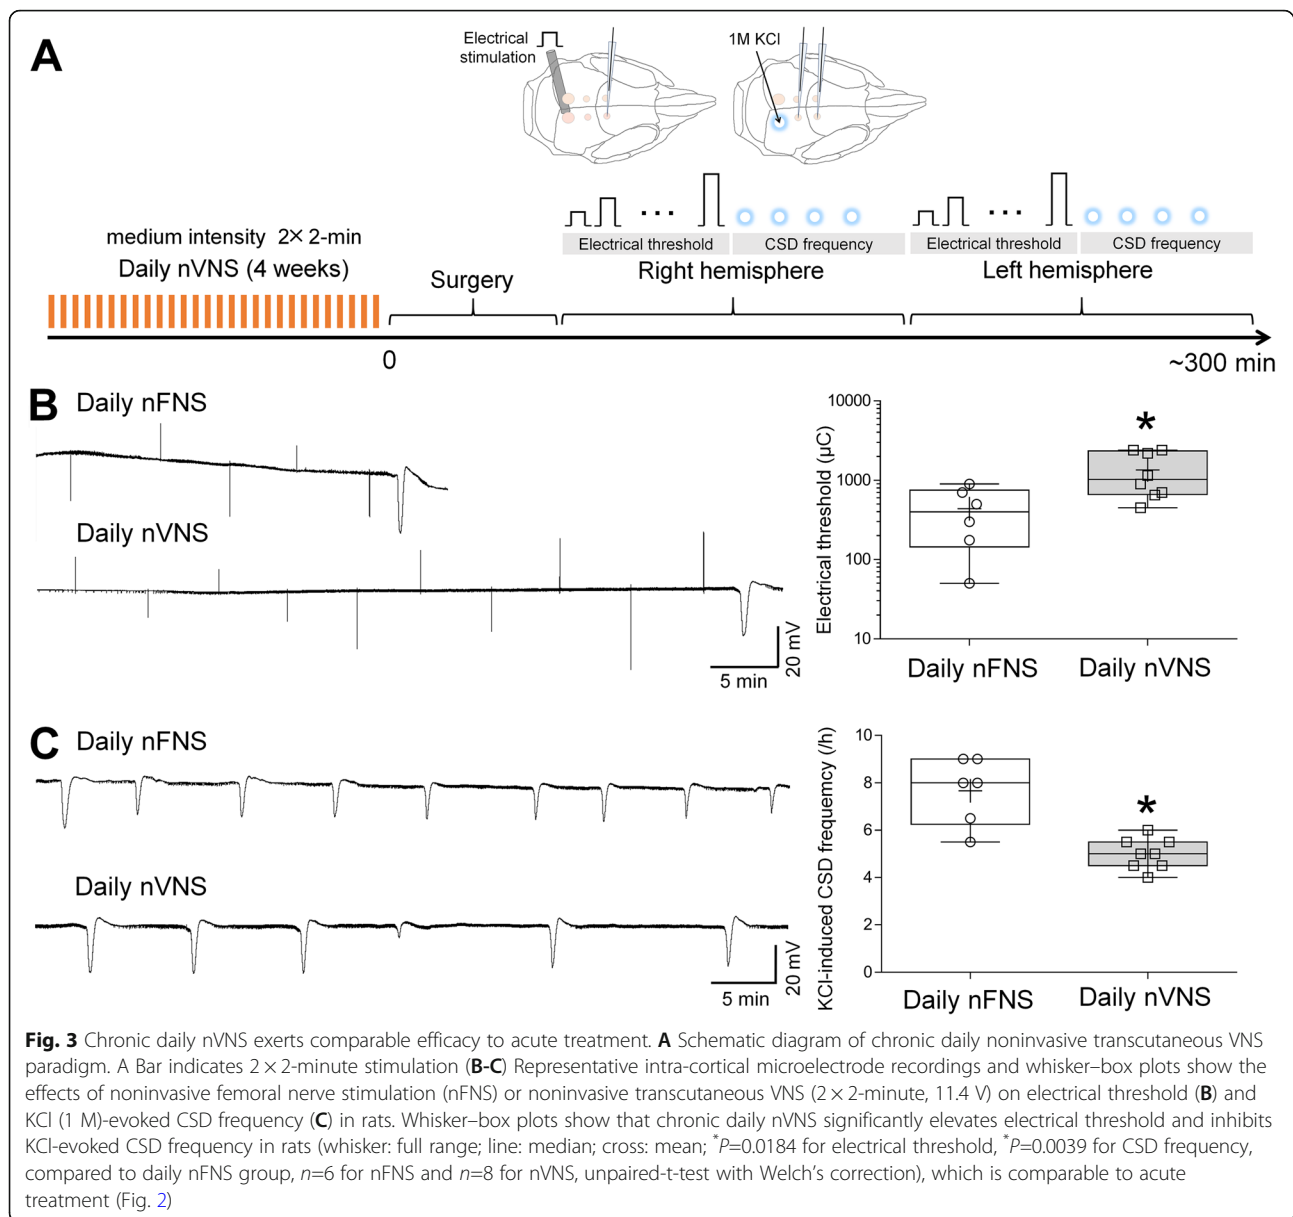 A
Electrical
stimulation
1M KCl
medium intensity 2× 2-min
Daily nVNS (4 weeks)
Surgery
Electrical threshold
CSD frequency
Electrical threshold
CSD frequency
Right hemisphere
Left hemisphere
0
~300 min
B
Daily nFNS
Daily nVNS
5 min
20 mV
Electrical threshold (μC)
10000
1000
100
10
*
Daily nFNS
Daily nVNS
C
Daily nFNS
Daily nVNS
5 min
20 mV
KCl-induced CSD frequemcy (/h)
10
8
6
4
2
0
*
Daily nFNS
Daily nVNS
Fig. 3 Chronic daily nVNS exerts comparable efficacy to acute treatment. A Schematic diagram of chronic daily noninvasive transcutaneous VNS
paradigm. A Bar indicates 2 × 2-minute stimulation (B-C) Representative intra-cortical microelectrode recordings and whisker–box plots show the
effects of noninvasive femoral nerve stimulation (nFNS) or noninvasive transcutaneous VNS (2 × 2-minute, 11.4 V) on electrical threshold (B) and
KCl (1 M)-evoked CSD frequency (C) in rats. Whisker–box plots show that chronic daily nVNS significantly elevates electrical threshold and inhibits
KCl-evoked CSD frequency in rats (whisker: full range; line: median; cross: mean; *P=0.0184 for electrical threshold, *P=0.0039 for CSD frequency,
compared to daily nFNS group, n=6 for nFNS and n=8 for nVNS, unpaired-t-test with Welch's correction), which is comparable to acute
treatment (Fig. 2)